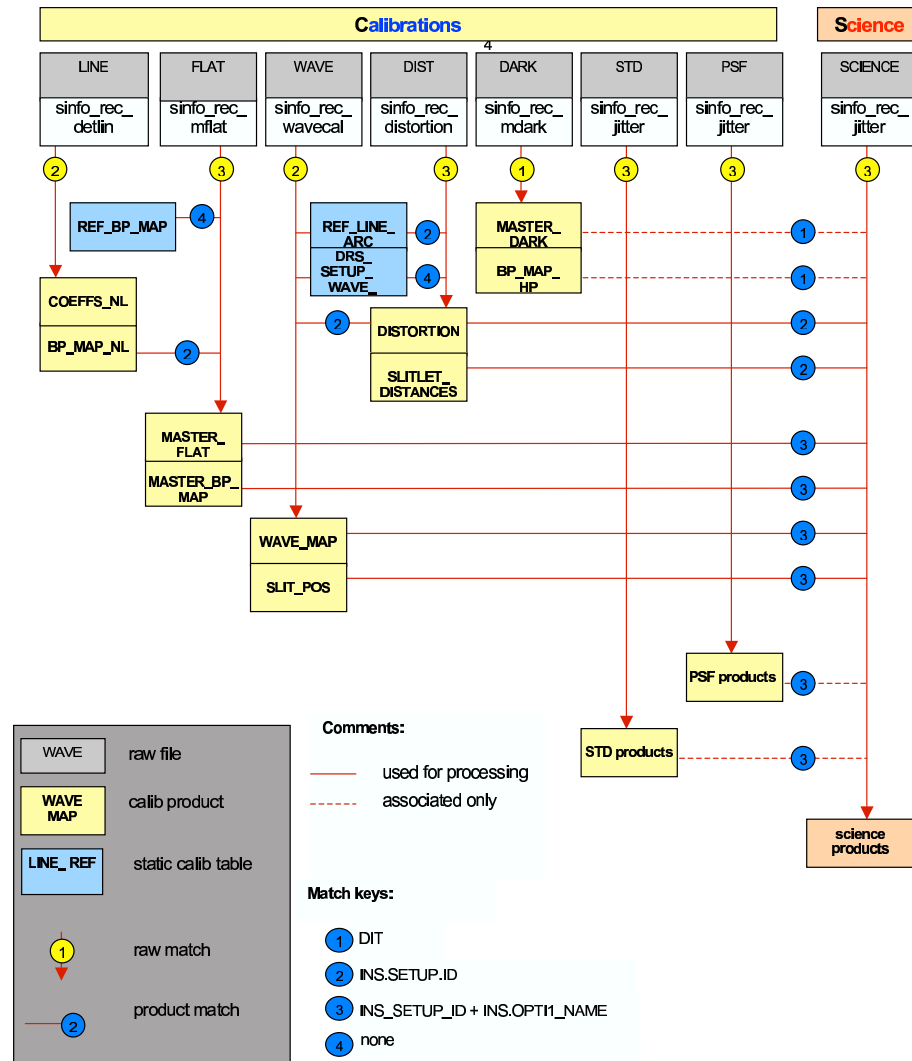 Calibrations
Science
4
LINE
FLAT
WAVE
DIST
DARK
STD
PSF
SCIENCE
sinfo_rec_
detlin
sinfo_rec_
mflat
sinfo_rec_
wavecal
sinfo_rec_
distortion
sinfo_rec_
mdark
sinfo_rec_
jitter
sinfo_rec_
jitter
sinfo_rec_
jitter
2
3
2
3
1
3
3
3
REF_BP_MAP
4
REF_LINE_
ARC
2
MASTER_
DARK
1
DRS_
SETUP_
WAVE_
4
BP_MAP_
HP
1
COEFFS_NL
2
DISTORTION
2
BP_MAP_NL
2
SLITLET_
DISTANCES
2
MASTER_
FLAT
3
MASTER_BP_
MAP
3
WAVE_MAP
3
SLIT_POS
3
PSF products
3
STD products
3
science
products
WAVE
raw file
WAVE
MAP
calib product
LINE_REF
static calib table
1
raw match
2
product match
Comments:
used for processing
associated only
Match keys:
1 DIT
2 INS.SETUP.ID
3 INS_SETUP_ID + INS.OPTI1_NAME
4 none